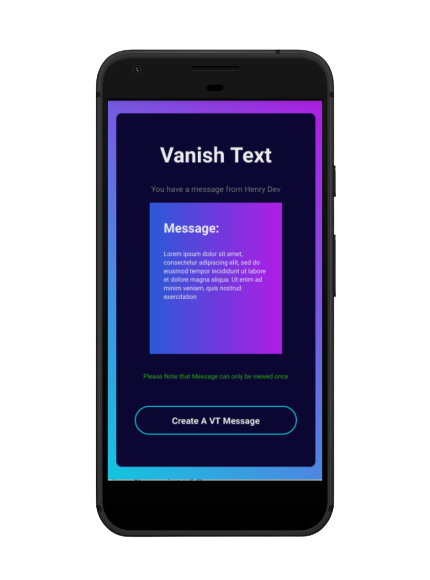 Vanish Text
You have a message from Henry Dev
Message:
Lorem ipsum dolor sit amet,
consectetur adipiscing elit, sed do
eiusmod tempor incididunt ut labore
et dolore magna aliqua. Ut enim ad
minim veniam, quis nostrud
exercitation
Please Note that Message can only be viewed once
Create A VT Message